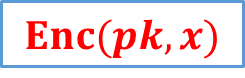 Enc(pk, x)